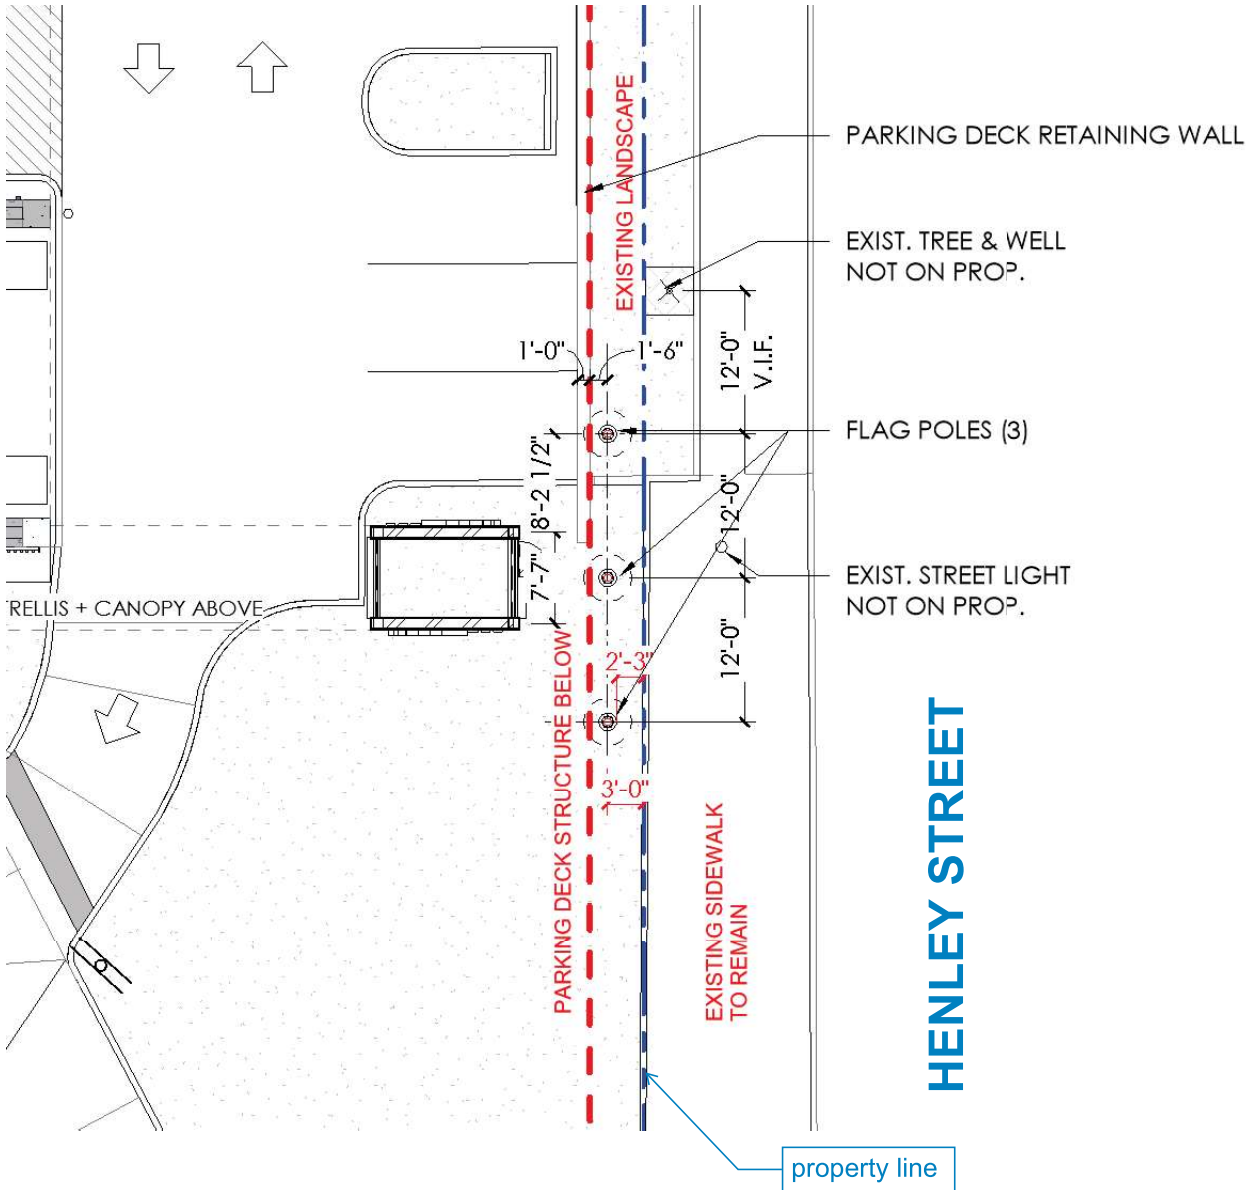 PARKING DECK RETAINING WALL
EXISTING LANDSCAPE
EXIST. TREE & WELL
NOT ON PROP.
1'-0"
1'-6"
12'-0"
V.I.F.
FLAG POLES (3)
8'-2 1/2"
12'-0"
7'-7"
EXIST. STREET LIGHT
NOT ON PROP.
TRELLIS + CANOPY ABOVE
12'-0"
2'-3"
PARKING DECK STRUCTURE BELOW
3'-0"
EXISTING SIDEWALK
TO REMAIN
HENLEY STREET
property line